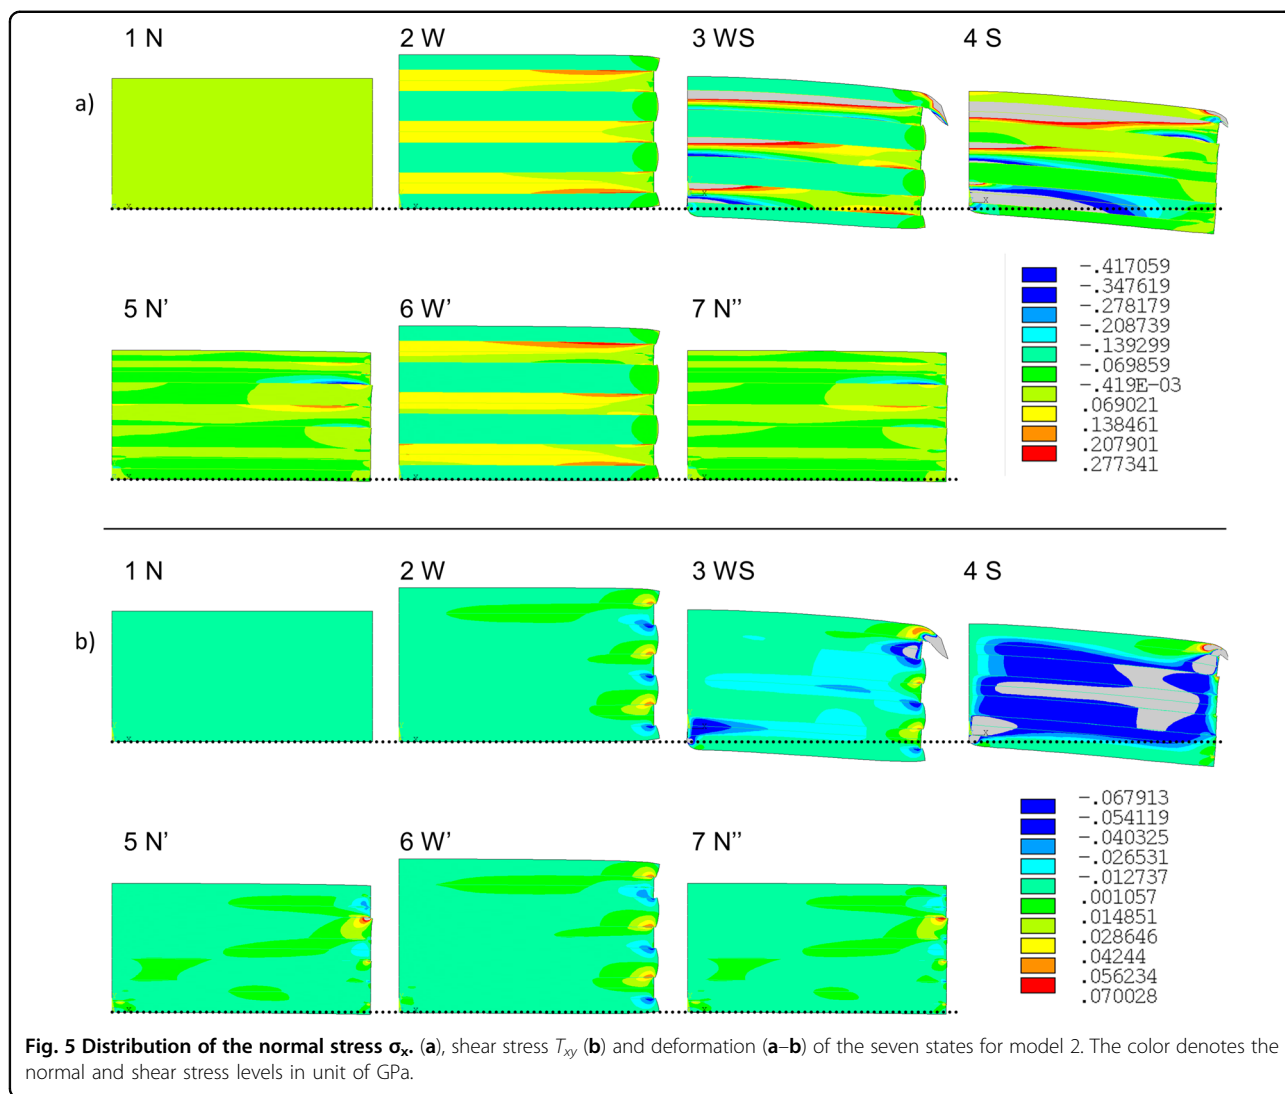 1 N
2 W
3 WS
4 S
a)
5 N’
6 W’
7 N’’
-.417059
-.347619
-.278179
-.208739
-.139299
-.069859
-.419E-03
.069021
.138461
.207901
.277341
1 N
2 W
3 WS
4 S
b)
5 N’
6 W’
7 N’’
-.067913
-.054119
-.040325
-.026531
-.012737
.001057
.014851
.028646
.04244
.056234
.070028
Fig. 5 Distribution of the normal stress σx. (a), shear stress Txy (b) and deformation (a–b) of the seven states for model 2. The color denotes the
normal and shear stress levels in unit of GPa.